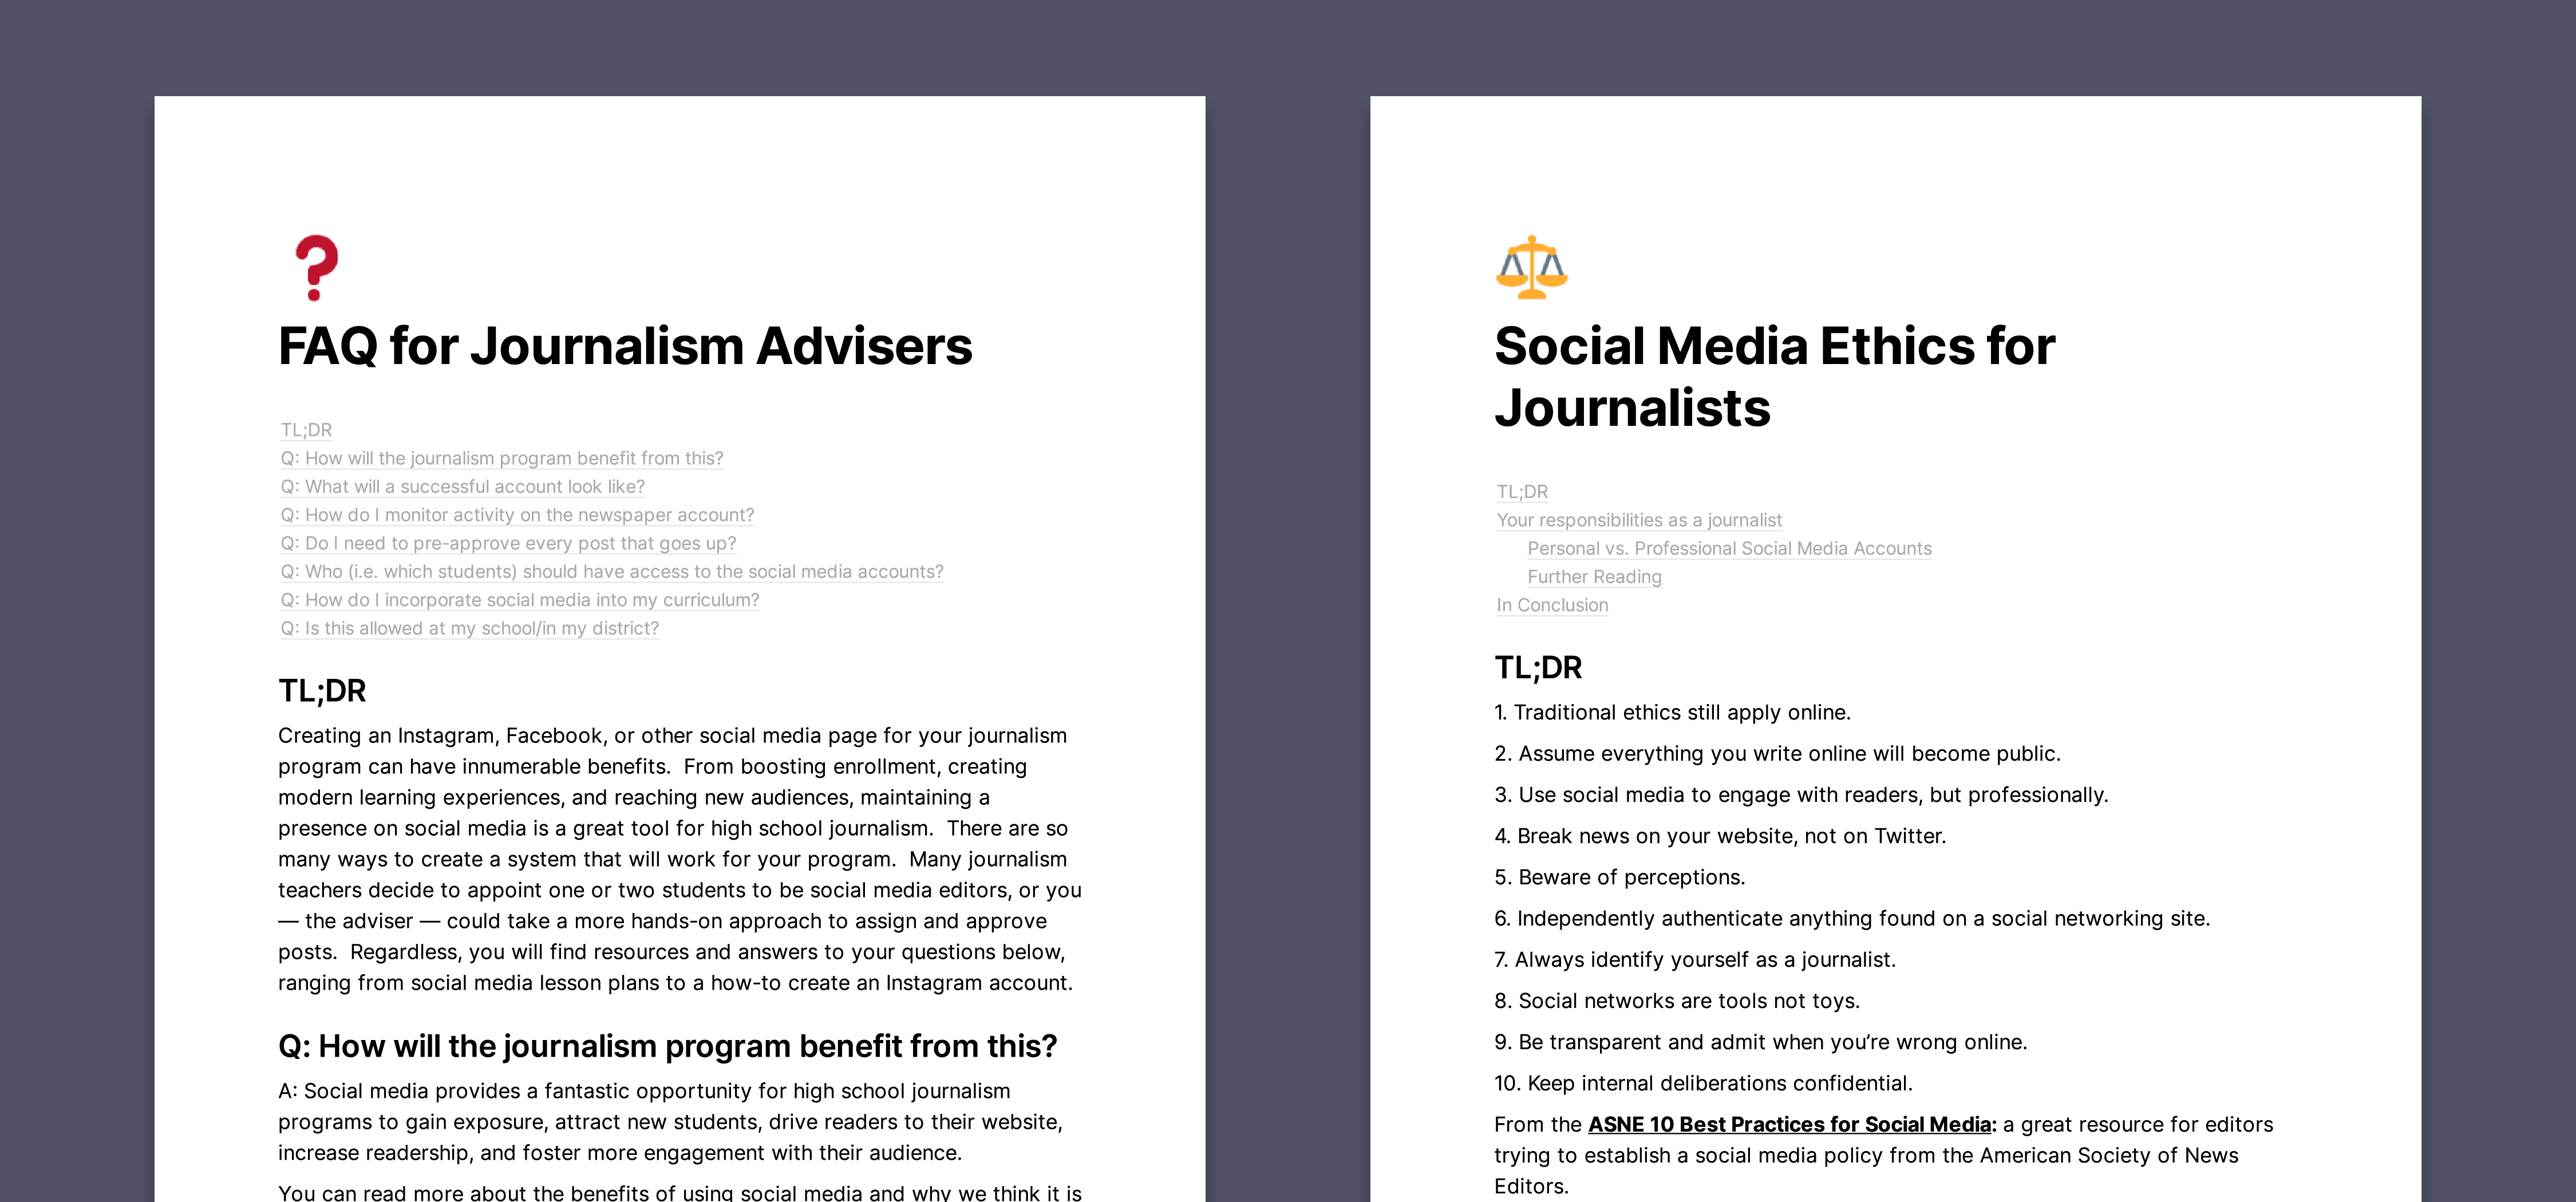 FAQ for Journalism Advisers
TL;DR
Q: How will the journalism program benefit from this?
Q: What will a successful account look like?
Q: How do I monitor activity on the newspaper account?
Q: Do I need to pre-approve every post that goes up?
Q: Who (i.e. which students) should have access to the social media accounts?
Q: How do I incorporate social media into my curriculum?
Q: Is this allowed at my school/in my district?
TL;DR
Creating an Instagram, Facebook, or other social media page for your journalism
program can have innumerable benefits.  From boosting enrollment, creating
modern learning experiences, and reaching new audiences, maintaining a
presence on social media is a great tool for high school journalism.  There are so
many ways to create a system that will work for your program.  Many journalism
teachers decide to appoint one or two students to be social media editors, or you
— the adviser — could take a more hands-on approach to assign and approve
posts.  Regardless, you will find resources and answers to your questions below,
ranging from social media lesson plans to a how-to create an Instagram account.
Q: How will the journalism program benefit from this?
A: Social media provides a fantastic opportunity for high school journalism
programs to gain exposure, attract new students, drive readers to their website,
increase readership, and foster more engagement with their audience.
You can read more about the benefits of using social media and why we think it is
Social Media Ethics for
Journalists
TL;DR
Your responsibilities as a journalist
Personal vs. Professional Social Media Accounts
Further Reading
In Conclusion
TL;DR
1. Traditional ethics still apply online.
2. Assume everything you write online will become public.
3. Use social media to engage with readers, but professionally.
4. Break news on your website, not on Twitter.
5. Beware of perceptions.
6. Independently authenticate anything found on a social networking site.
7. Always identify yourself as a journalist.
8. Social networks are tools not toys.
9. Be transparent and admit when you’re wrong online.
10. Keep internal deliberations confidential.
From the ASNE 10 Best Practices for Social Media: a great resource for editors
trying to establish a social media policy from the American Society of News
Editors.